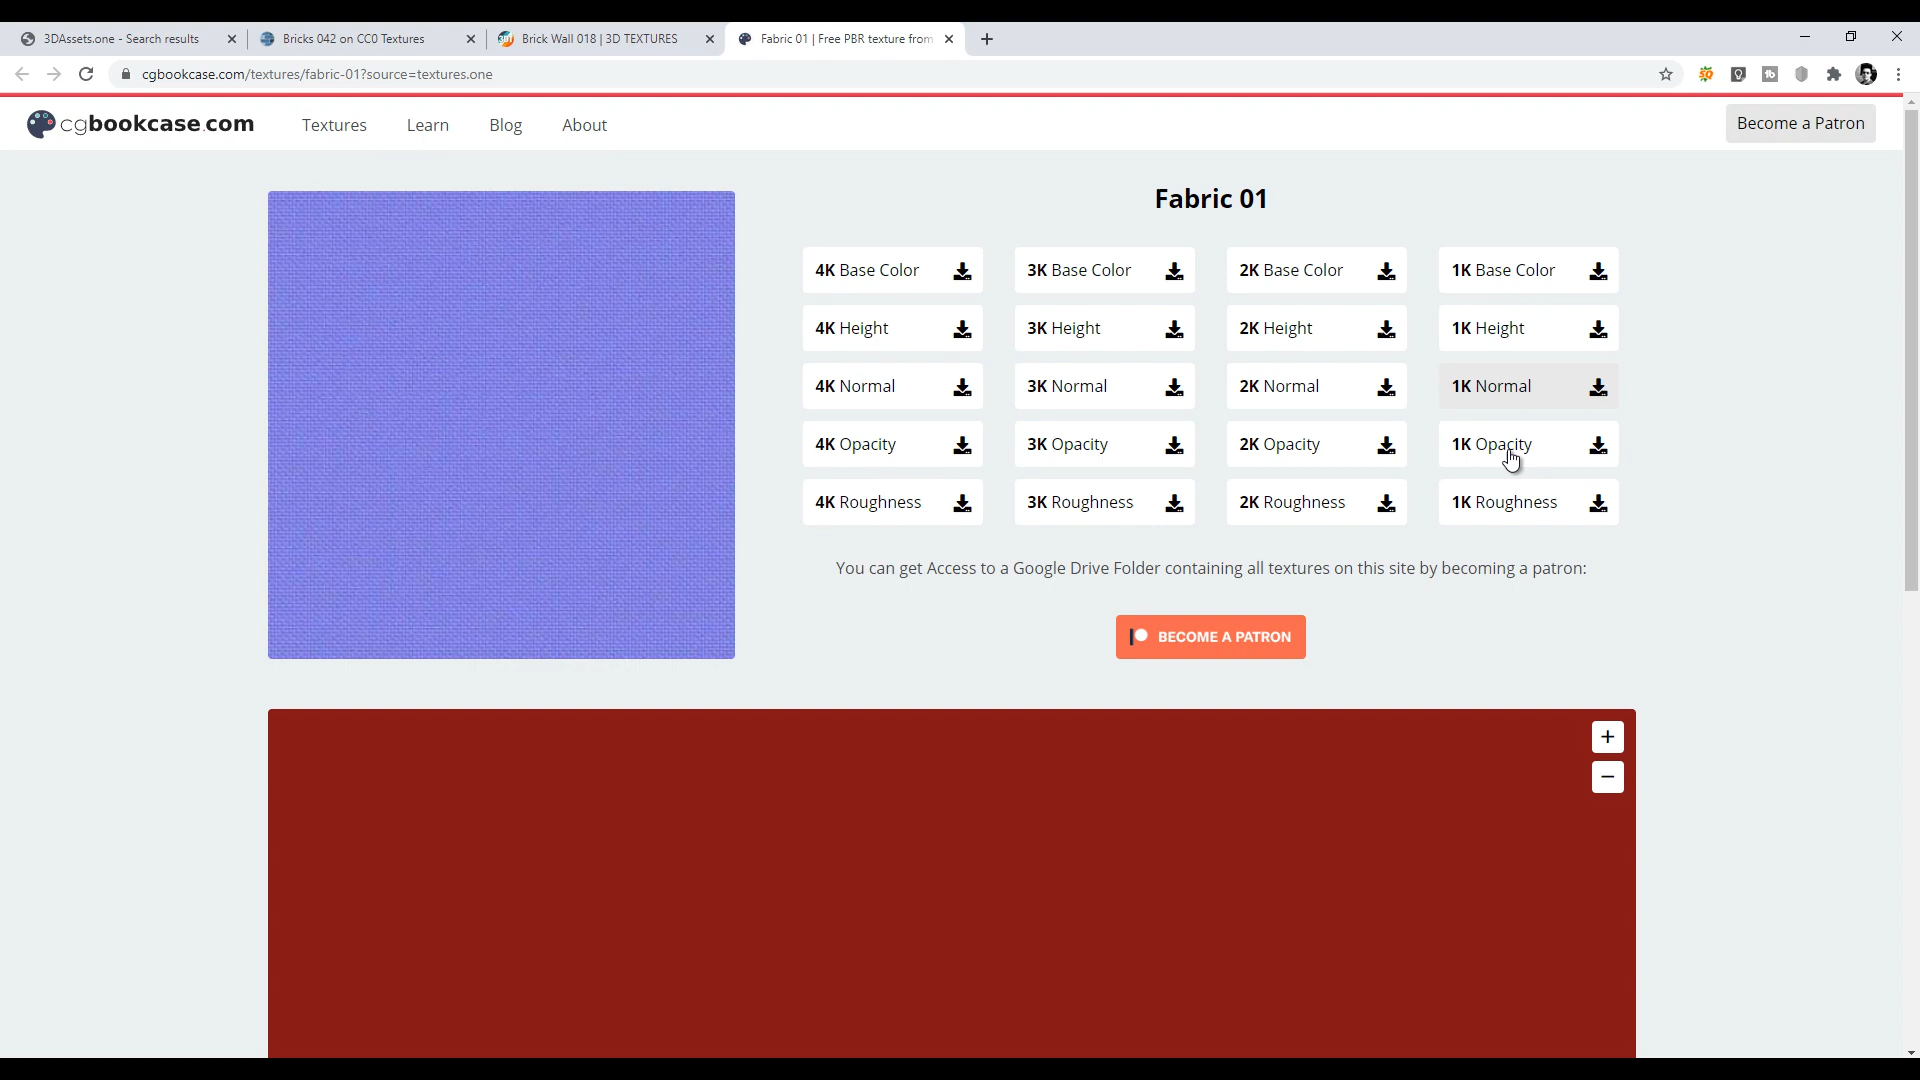 3DAssets.one - Search results
Bricks 042 on CC0 Textures
Brick Wall 018 | 3D TEXTURES
Fabric 01 | Free PBR texture from
cgbookcase.com/textures/fabric-01?source=textures.one
cgbookcase.com
Textures
Learn
Blog
About
Become a Patron
Fabric 01
4K Base Color
3K Base Color
2K Base Color
1K Base Color
4K Height
3K Height
2K Height
1K Height
4K Normal
3K Normal
2K Normal
1K Normal
4K Opacity
3K Opacity
2K Opacity
1K Opacity
4K Roughness
3K Roughness
2K Roughness
1K Roughness
You can get Access to a Google Drive Folder containing all textures on this site by becoming a patron:
BECOME A PATRON